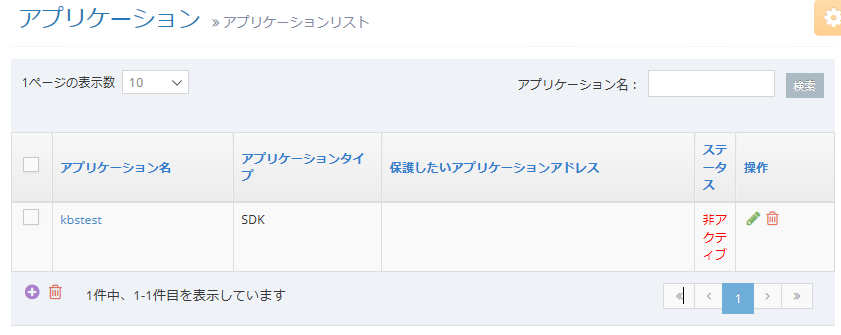 アプリケーション » アプリケーションリスト
1ページの表示数 10 アプリケーション名： 検索
アプリケーション名
アプリケーションタイ
プ
保護したいアプリケーションアドレス
ステ
ータ
ス
操作
kbstest
SDK
非ア
クテ
ィブ
1件中、1-1件目を表示しています
« ‹ 1 › »